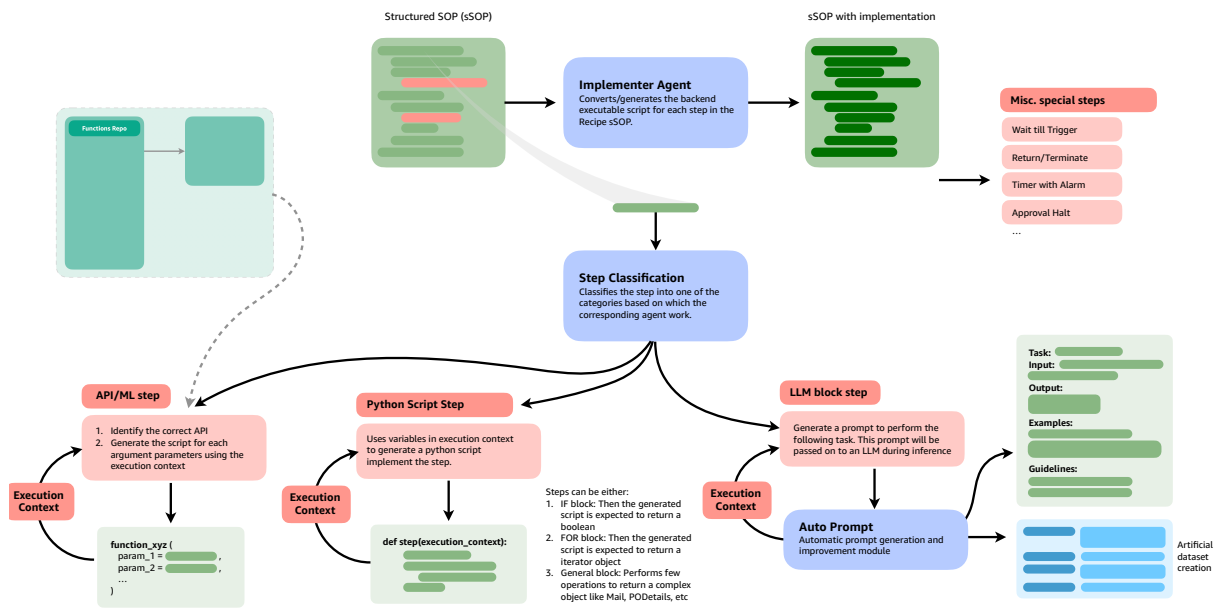 Structured SOP (sSOP)
sSOP with implementation
Implementer Agent
Converts/generates the backend
executable script for each step in the
Recipe sSOP.
Misc. special steps
Wait till Trigger
Return/Terminate
Timer with Alarm
Approval Halt
...
Functions Repo
Step Classification
Classifies the step into one of the
categories based on which the
corresponding agent work.
API/ML step
1. Identify the correct API
2. Generate the script for each
argument parameters using the
execution context
Execution
Context
function_xyz (
param_1 = ,
param_2 = ,
...
)
Python Script Step
Uses variables in execution context
to generate a python script
implement the step.
Execution
Context
def step(execution_context):
Steps can be either:
1. IF block: Then the generated
script is expected to return a
boolean
2. FOR block: Then the generated
script is expected to return a
iterator object
3. General block: Performs few
operations to return a complex
object like Mail, PODetails, etc
LLM block step
Generate a prompt to perform the
following task. This prompt will be
passed on to an LLM during inference
Execution
Context
Auto Prompt
Automatic prompt generation and
improvement module
Task:
Input:
Output:
Examples:
Guidelines:
Artificial
dataset
creation